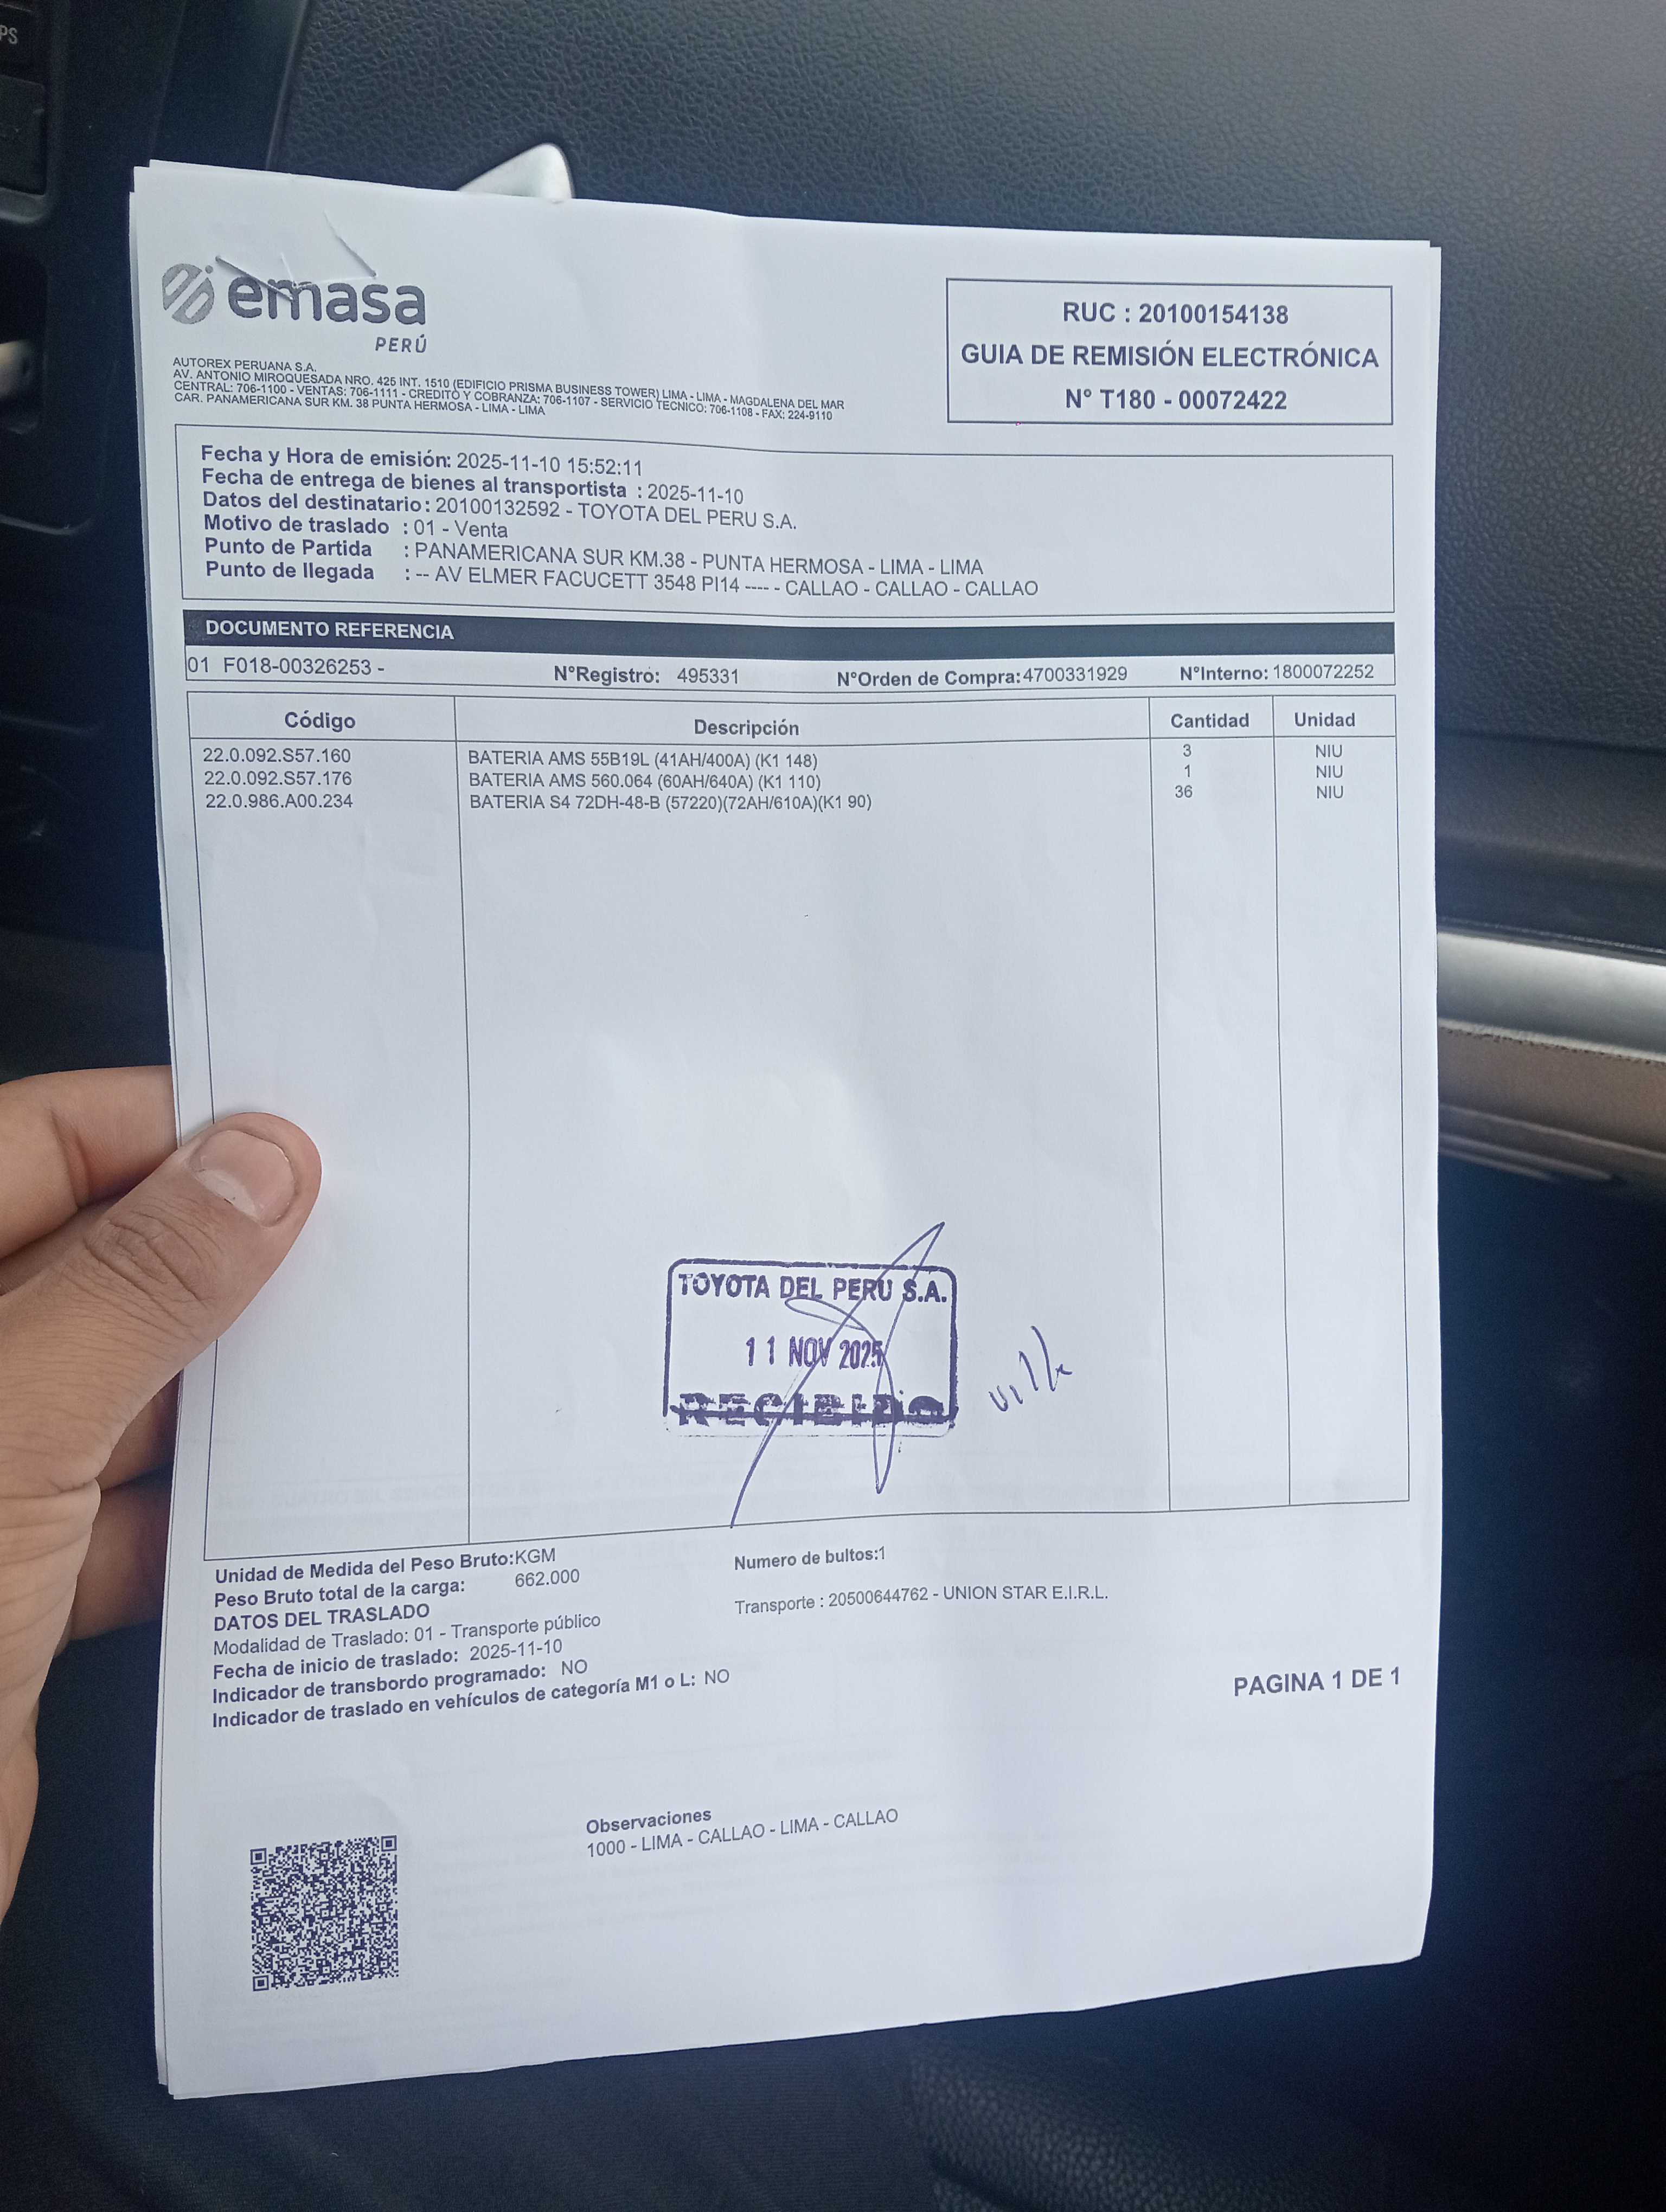 PS
emasa
PERÚ
AUTOREX PERUANA S.A.
AV. ANTONIO MIROQUESADA NRO. 425 INT. 1510 (EDIFICIO PRISMA BUSINESS TOWER) LIMA - LIMA - MAGDALENA DEL MAR
CENTRAL: 706-1100 - VENTAS: 706-1111 - CREDITO Y COBRANZA: 706-1107 - SERVICIO TECNICO: 706-1108 - FAX: 224-9110
CAR. PANAMERICANA SUR KM. 38 PUNTA HERMOSA - LIMA - LIMA
RUC : 20100154138
GUIA DE REMISIÓN ELECTRÓNICA
N° T180 - 00072422
Fecha y Hora de emisión: 2025-11-10 15:52:11
Fecha de entrega de bienes al transportista : 2025-11-10
Datos del destinatario: 20100132592 - TOYOTA DEL PERU S.A.
Motivo de traslado : 01 - Venta
Punto de Partida : PANAMERICANA SUR KM.38 - PUNTA HERMOSA - LIMA - LIMA
Punto de llegada : -- AV ELMER FACUCETT 3548 PI14 ---- - CALLAO - CALLAO - CALLAO
DOCUMENTO REFERENCIA
01 F018-00326253 - N°Registro: 495331 N°Orden de Compra:4700331929 N°Interno: 1800072252
Código Descripción Cantidad Unidad
22.0.092.S57.160 BATERIA AMS 55B19L (41AH/400A) (K1 148) 3 NIU
22.0.092.S57.176 BATERIA AMS 560.064 (60AH/640A) (K1 110) 1 NIU
22.0.986.A00.234 BATERIA S4 72DH-48-B (57220)(72AH/610A)(K1 90) 36 NIU
TOYOTA DEL PERU S.A.
11 NOV 2025
RECIBIDO
Unidad de Medida del Peso Bruto:KGM
Peso Bruto total de la carga: 662.000
Numero de bultos:1
DATOS DEL TRASLADO
Transporte : 20500644762 - UNION STAR E.I.R.L.
Modalidad de Traslado: 01 - Transporte público
Fecha de inicio de traslado: 2025-11-10
Indicador de transbordo programado: NO
Indicador de traslado en vehículos de categoría M1 o L: NO
PAGINA 1 DE 1
Observaciones
1000 - LIMA - CALLAO - LIMA - CALLAO